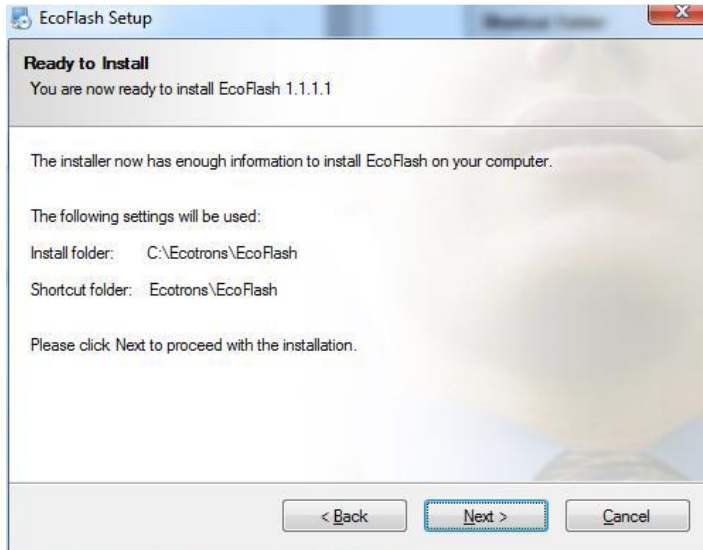 EcoFlash Setup
Ready to Install
You are now ready to install EcoFlash 1.1.1.1
The installer now has enough information to install EcoFlash on your computer.
The following settings will be used:
Install folder: C:\Ecotrons\EcoFlash
Shortcut folder: Ecotrons\EcoFlash
Please click Next to proceed with the installation.
< Back Next > Cancel